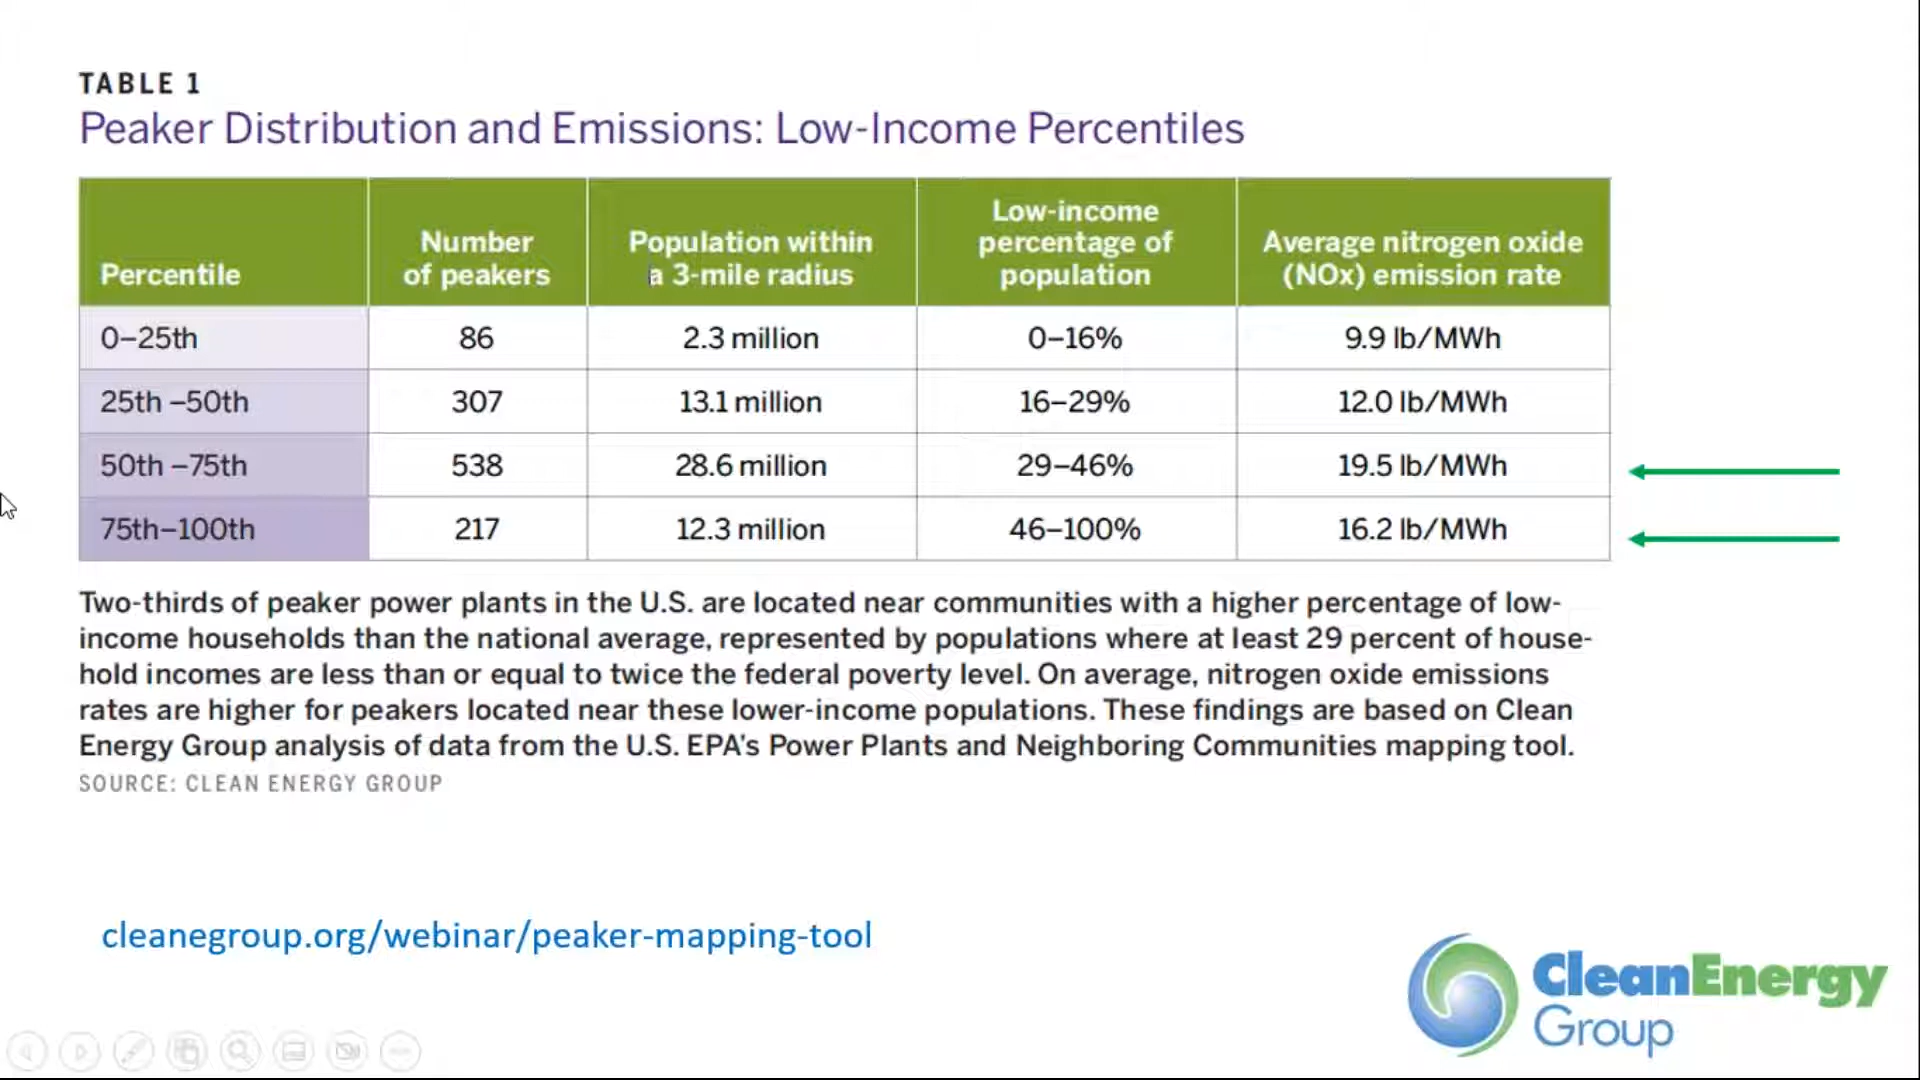 TABLE 1
Peaker Distribution and Emissions: Low-Income Percentiles
Percentile
Number
of peakers
Population within
a 3-mile radius
Low-income
percentage of
population
Average nitrogen oxide
(NOx) emission rate
0–25th 86 2.3 million 0–16% 9.9 lb/MWh
25th –50th 307 13.1 million 16–29% 12.0 lb/MWh
50th –75th 538 28.6 million 29–46% 19.5 lb/MWh
75th–100th 217 12.3 million 46–100% 16.2 lb/MWh
Two-thirds of peaker power plants in the U.S. are located near communities with a higher percentage of low-
income households than the national average, represented by populations where at least 29 percent of house-
hold incomes are less than or equal to twice the federal poverty level. On average, nitrogen oxide emissions
rates are higher for peakers located near these lower-income populations. These findings are based on Clean
Energy Group analysis of data from the U.S. EPA's Power Plants and Neighboring Communities mapping tool.
SOURCE: CLEAN ENERGY GROUP
cleanegroup.org/webinar/peaker-mapping-tool
CleanEnergy
Group